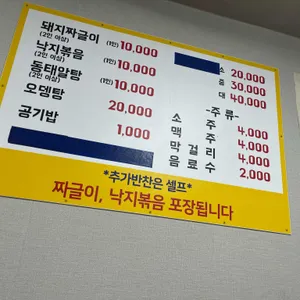 돼지짜글이 (1인) 10,000
(2인 이상)
낙지볶음 (1인) 10,000
(2인 이상)
동태알탕 (1인) 10,000
(2인 이상)
오뎅탕 20,000
공기밥 1,000
소 20,000
중 30,000
대 40,000
-주류-
소주 4,000
맥주 4,000
막걸리 4,000
음료수 2,000
*추가반찬은 셀프*
짜글이, 낙지볶음 포장됩니다